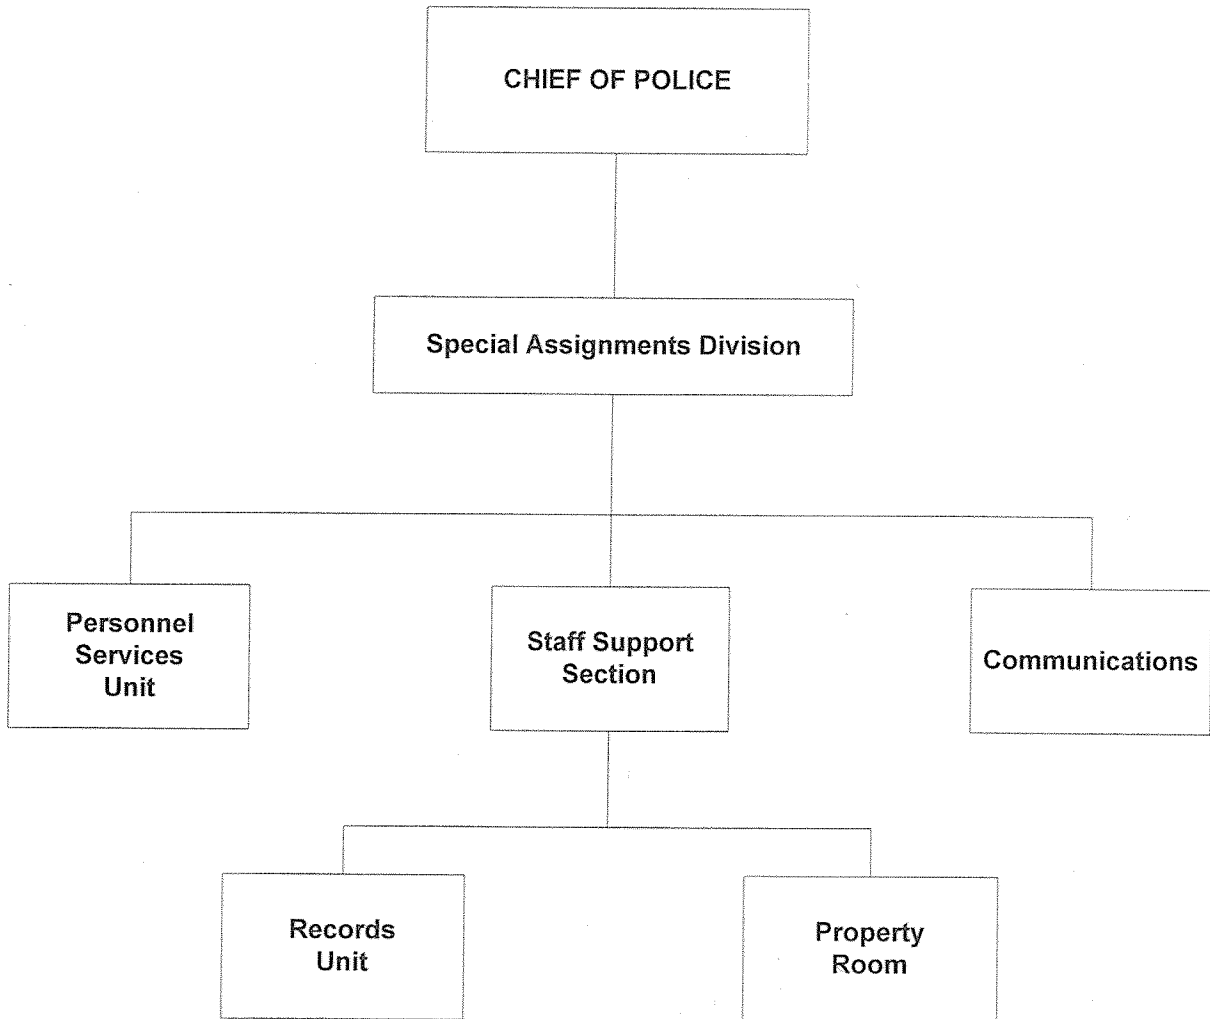 CHIEF OF POLICE
Special Assignments Division
Personnel
Services
Unit
Staff Support
Section
Communications
Records
Unit
Property
Room